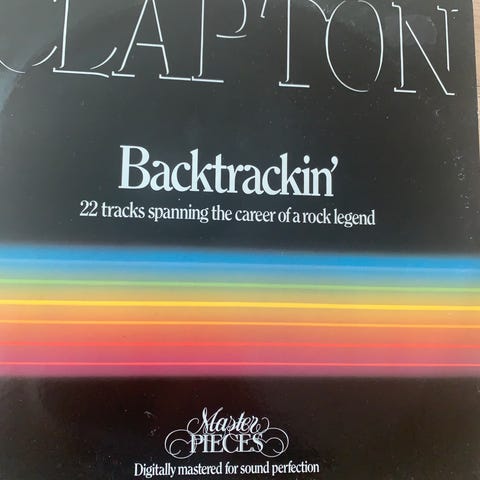 CLAPTON
Backtrackin'
22 tracks spanning the career of a rock legend
Master
PIECES
Digitally mastered for sound perfection